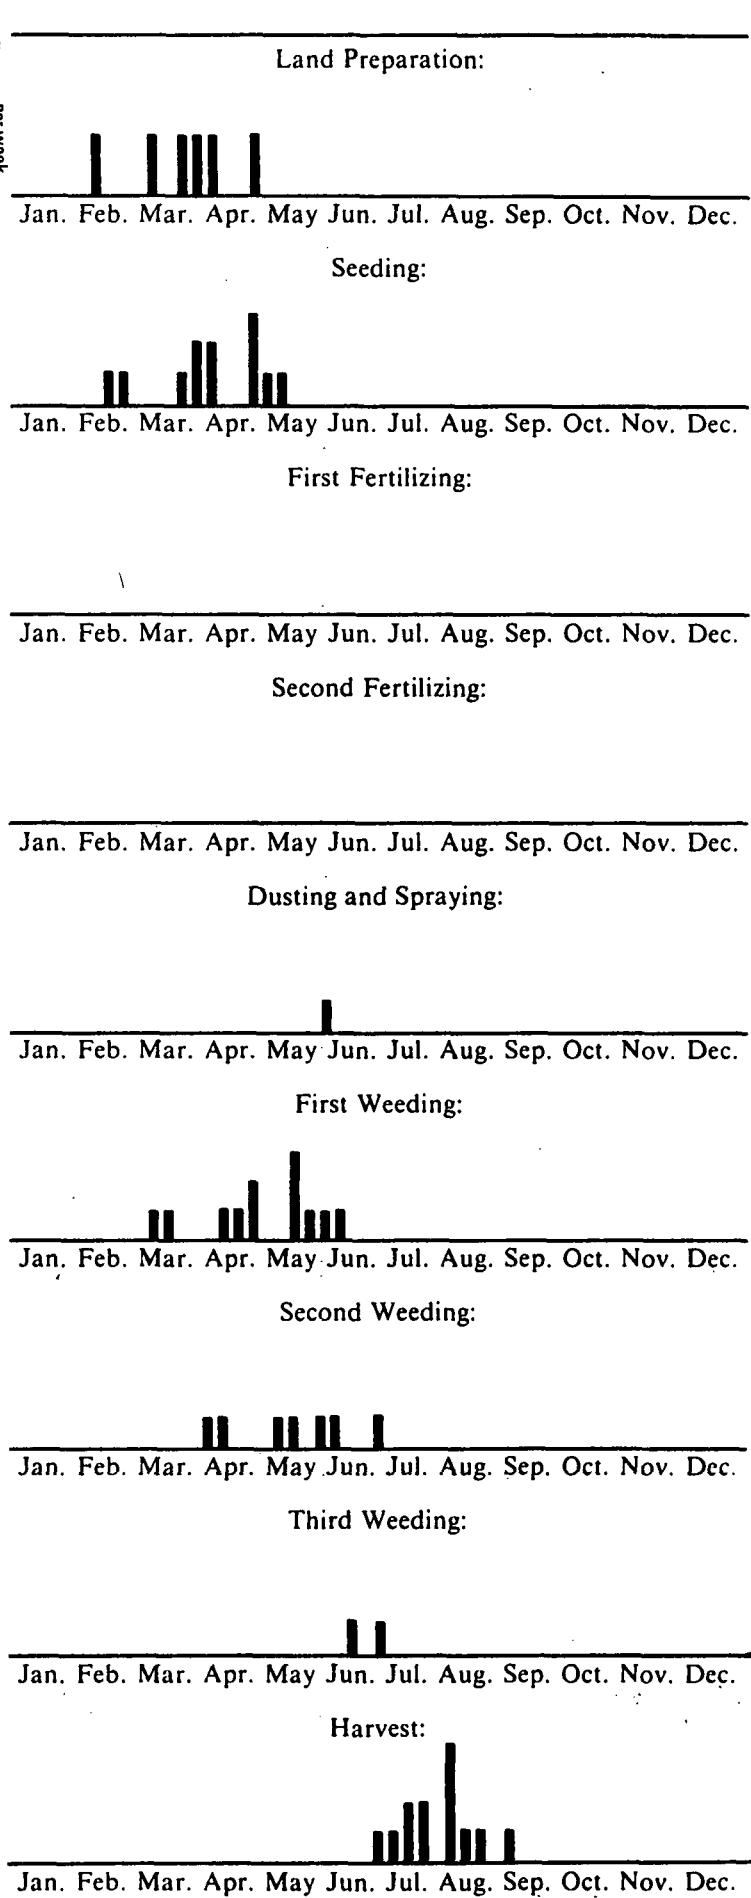 Land Preparation:
per week
Jan. Feb. Mar. Apr. May Jun. Jul. Aug. Sep. Oct. Nov. Dec.
Seeding:
Jan. Feb. Mar. Apr. May Jun. Jul. Aug. Sep. Oct. Nov. Dec.
First Fertilizing:
Jan. Feb. Mar. Apr. May Jun. Jul. Aug. Sep. Oct. Nov. Dec.
Second Fertilizing:
Jan. Feb. Mar. Apr. May Jun. Jul. Aug. Sep. Oct. Nov. Dec.
Dusting and Spraying:
Jan. Feb. Mar. Apr. May Jun. Jul. Aug. Sep. Oct. Nov. Dec.
First Weeding:
Jan. Feb. Mar. Apr. May Jun. Jul. Aug. Sep. Oct. Nov. Dec.
Second Weeding:
Jan. Feb. Mar. Apr. May Jun. Jul. Aug. Sep. Oct. Nov. Dec.
Third Weeding:
Jan. Feb. Mar. Apr. May Jun. Jul. Aug. Sep. Oct. Nov. Dec.
Harvest:
Jan. Feb. Mar. Apr. May Jun. Jul. Aug. Sep. Oct. Nov. Dec.